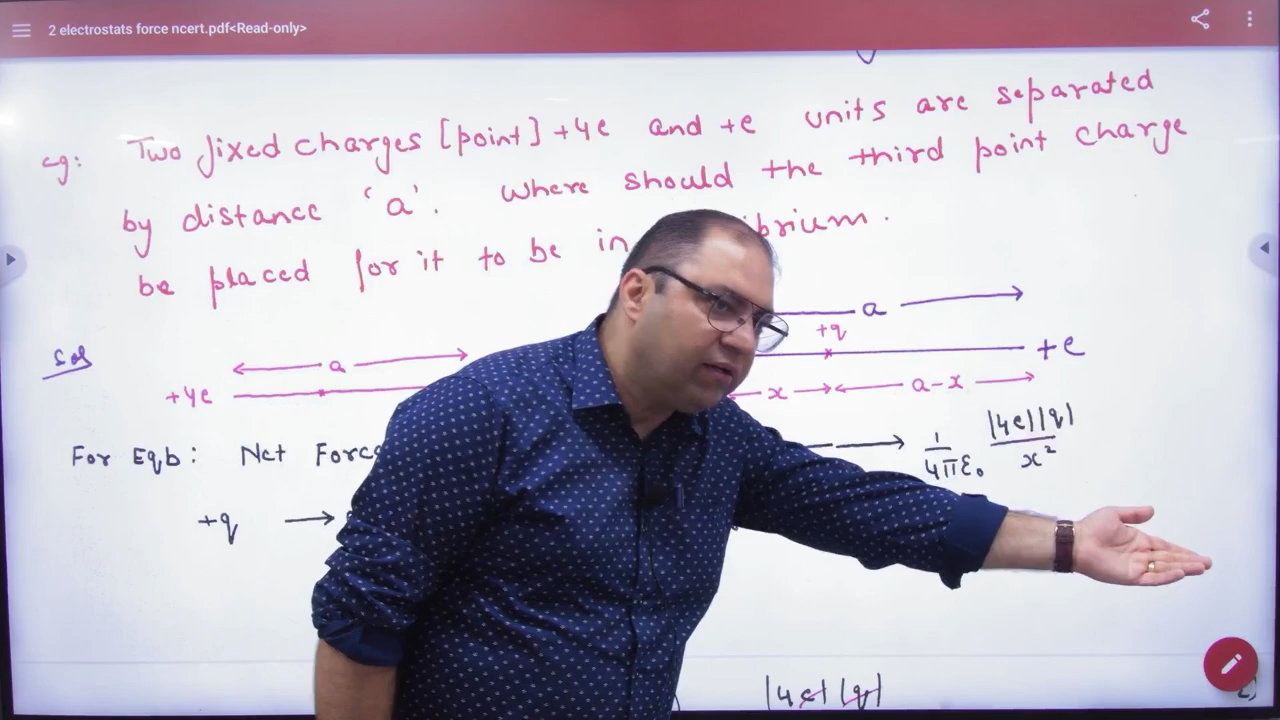 2 electrostats force ncert.pdf<Read-only>
eg: Two fixed charges [point] +4e and +e units are separated
by distance 'a'. Where should the third point charge
be placed for it to be in brium.
Sol
a a
+q
+4e +e
x a-x
For Eqb: Net Force 1/4πε₀ |4e||q|/x²
+q →
|4e||q|